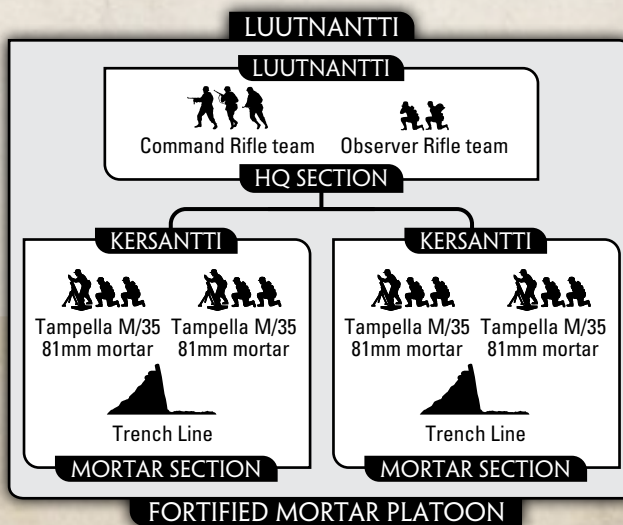 LUUTNANTTI
LUUTNANTTI
Command Rifle team Observer Rifle team
HQ SECTION
KERSANTTI KERSANTTI
Tampella M/35 Tampella M/35 Tampella M/35 Tampella M/35
81mm mortar 81mm mortar 81mm mortar 81mm mortar
Trench Line Trench Line
MORTAR SECTION MORTAR SECTION
FORTIFIED MORTAR PLATOON